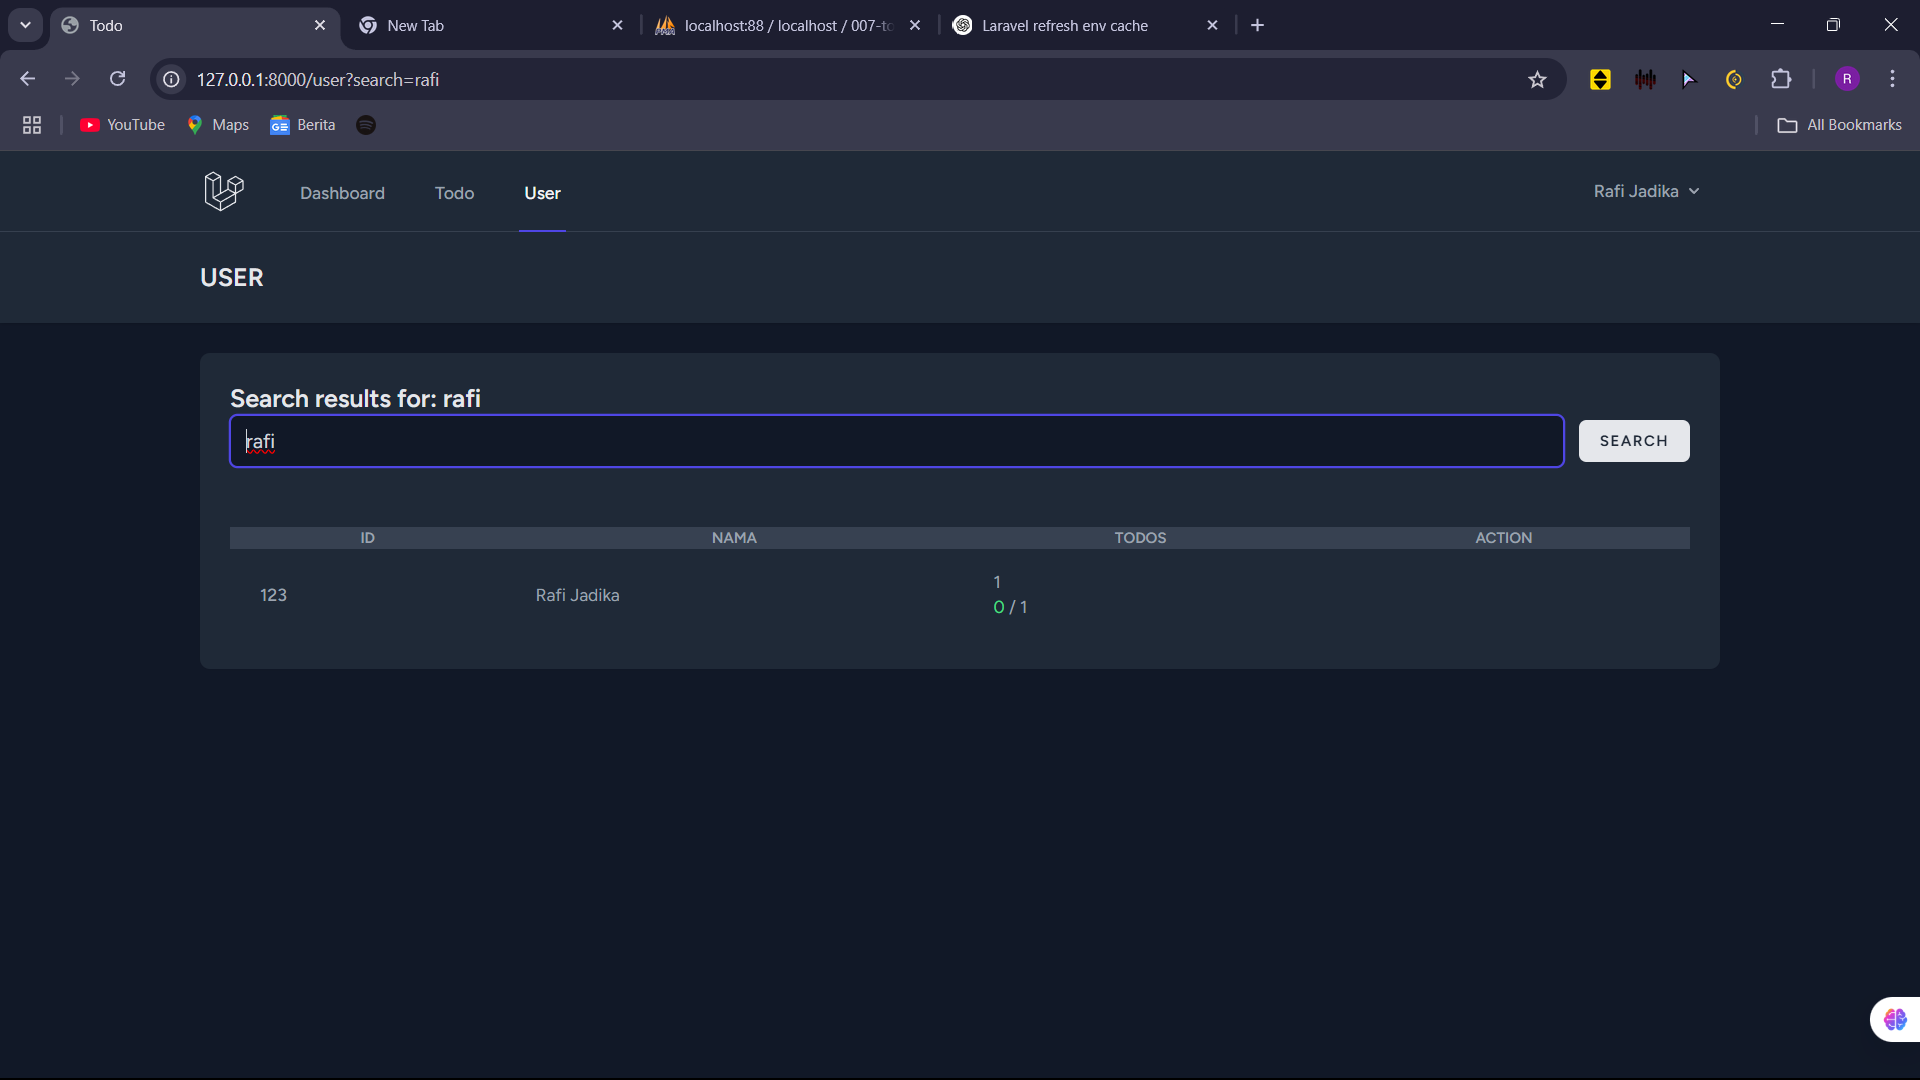 Todo
New Tab
localhost:88 / localhost / 007-to
Laravel refresh env cache
127.0.0.1:8000/user?search=rafi
R
YouTube
Maps
Berita
All Bookmarks
Dashboard
Todo
User
Rafi Jadika
USER
Search results for: rafi
rafi
SEARCH
ID NAMA TODOS ACTION
123 Rafi Jadika
1
0 / 1